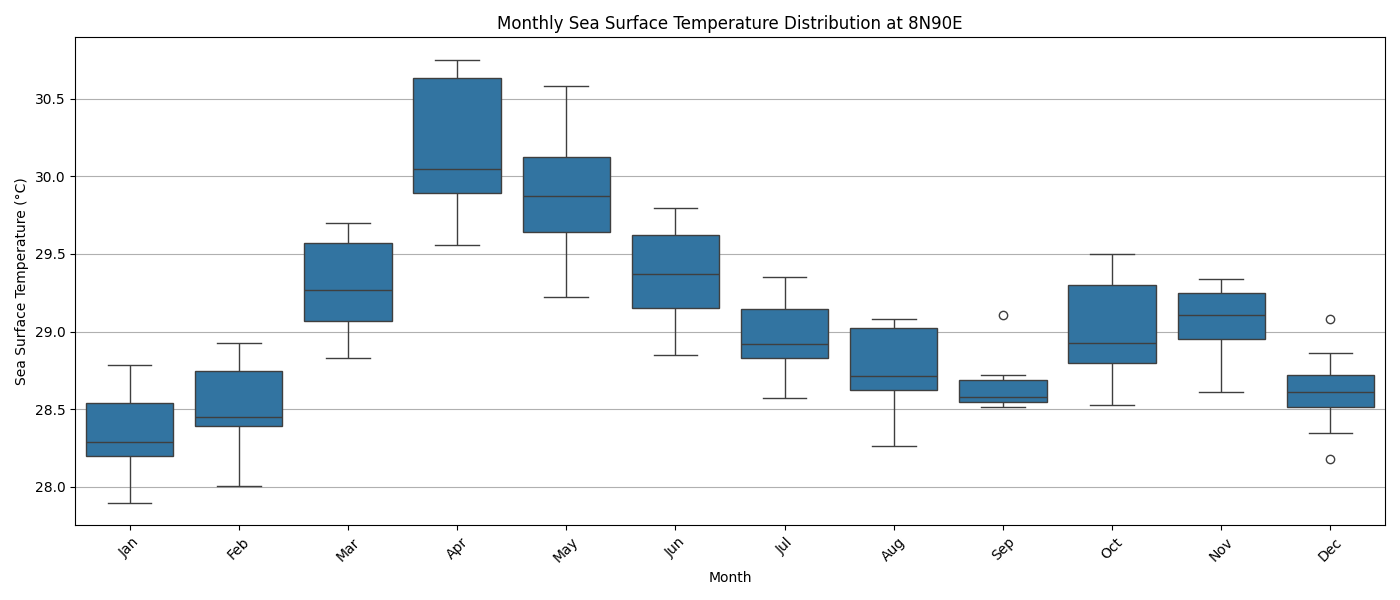 Monthly Sea Surface Temperature Distribution at 8N90E
Sea Surface Temperature (°C)
30.5
30.0
29.5
29.0
28.5
28.0
Jan
Feb
Mar
Apr
May
Jun
Jul
Aug
Sep
Oct
Nov
Dec
Month